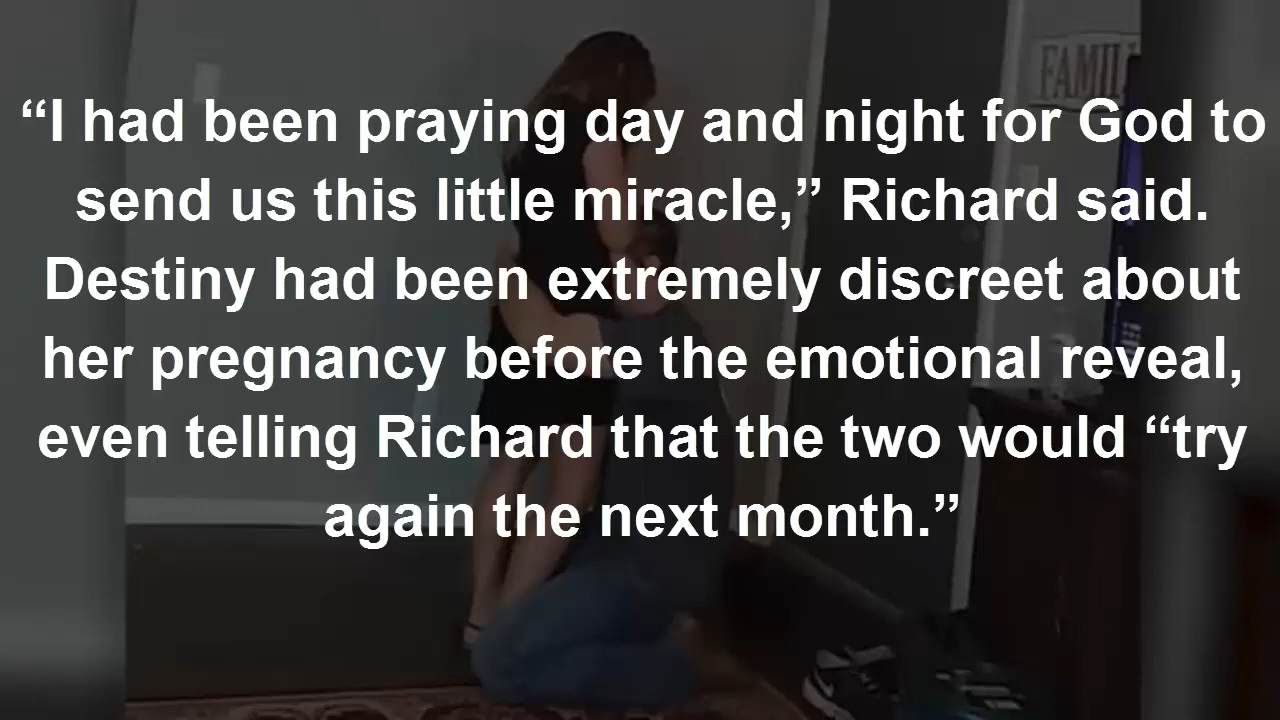 “I had been praying day and night for God to
send us this little miracle,” Richard said.
Destiny had been extremely discreet about
her pregnancy before the emotional reveal,
even telling Richard that the two would “try
again the next month.”